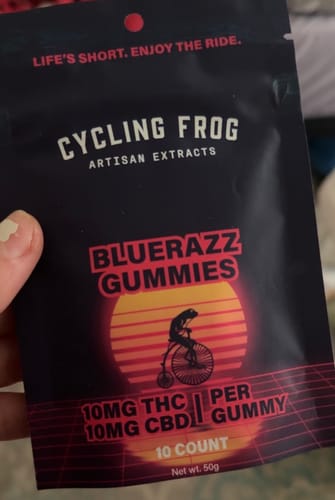 LIFE'S SHORT. ENJOY THE RIDE.
CYCLING FROG
ARTISAN EXTRACTS
BLUERAZZ
GUMMIES
10MG THC | PER
10MG CBD | GUMMY
10 COUNT
Net wt. 50g